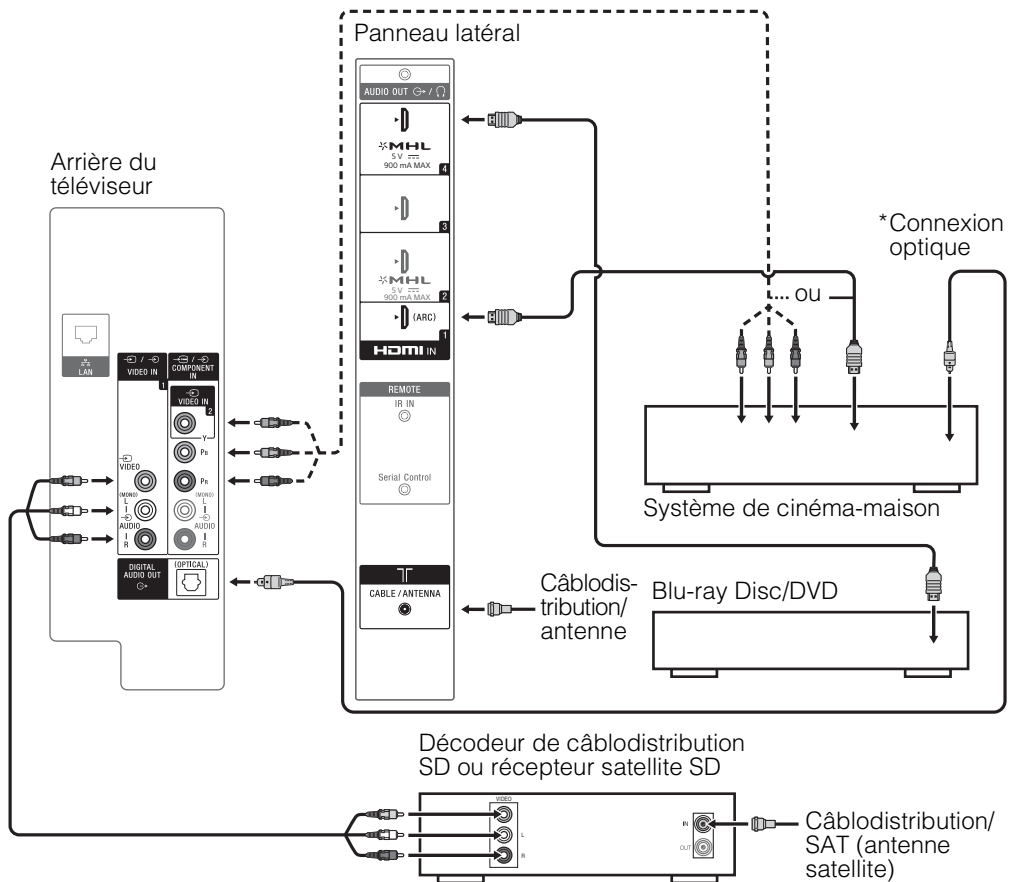 Panneau latéral
AUDIO OUT /
MHL
5 V
900 mA MAX
4
3
MHL
5 V
900 mA MAX
2
(ARC)
1
HDMI IN
REMOTE
IR IN
Serial Control
CABLE / ANTENNA
Arrière du
téléviseur
LAN
/
VIDEO IN
1
/
COMPONENT
IN
VIDEO IN
2
Y
PB
PR
VIDEO
(MONO)
L
AUDIO
R
(MONO)
L
AUDIO
R
DIGITAL
AUDIO OUT
(OPTICAL)
*Connexion
optique
ou
Système de cinéma-maison
Câblodis-
tribution/
antenne
Blu-ray Disc/DVD
Décodeur de câblodistribution
SD ou récepteur satellite SD
VIDEO
L
R
IN
OUT
Câblodistribution/
SAT (antenne
satellite)